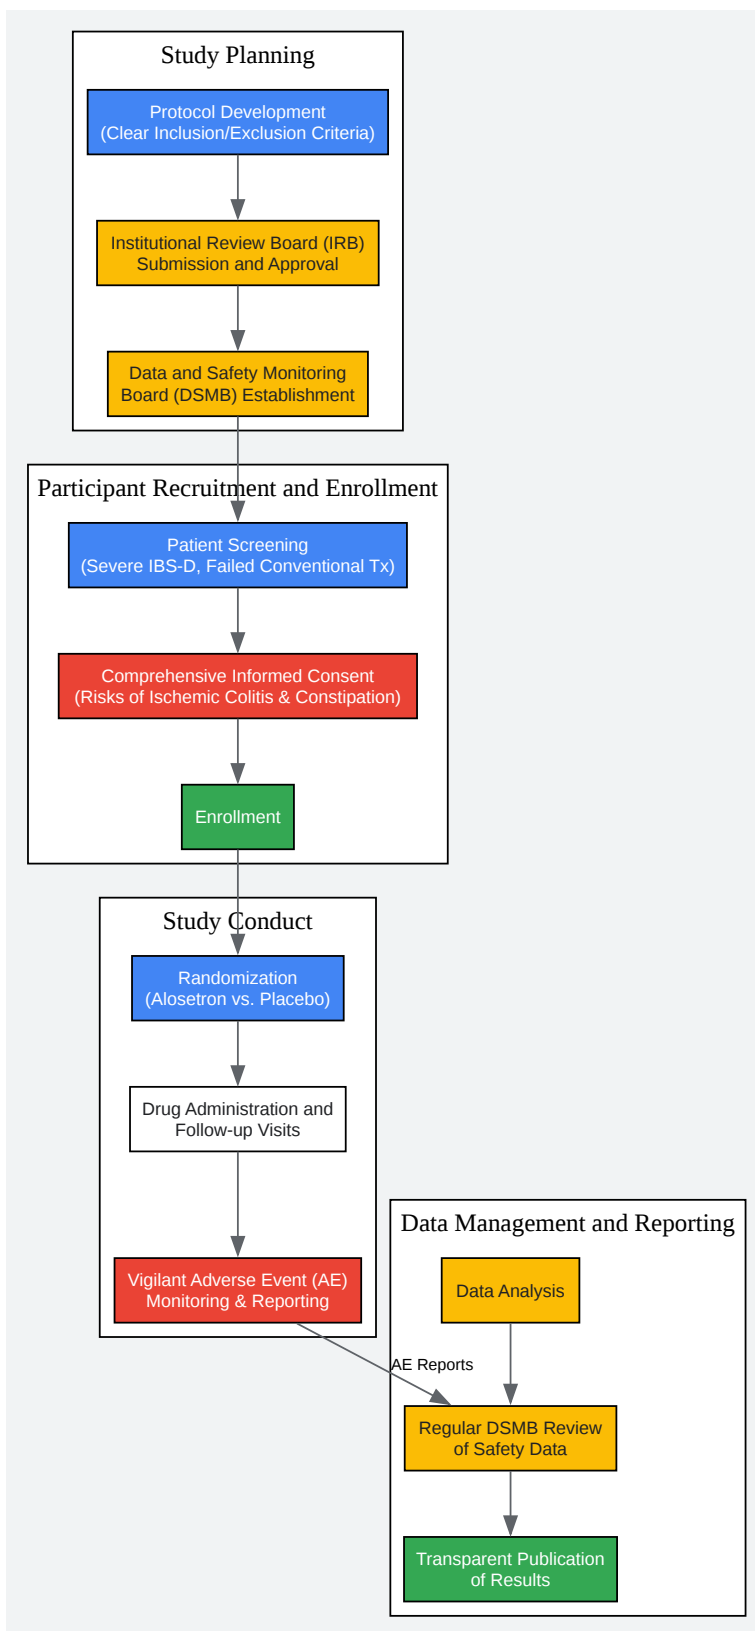 Study Planning
Protocol Development
(Clear Inclusion/Exclusion Criteria)
Institutional Review Board (IRB)
Submission and Approval
Data and Safety Monitoring
Board (DSMB) Establishment
Participant Recruitment and Enrollment
Patient Screening
(Severe IBS-D, Failed Conventional Tx)
Comprehensive Informed Consent
(Risks of Ischemic Colitis & Constipation)
Enrollment
Study Conduct
Randomization
(Alosetron vs. Placebo)
Drug Administration and
Follow-up Visits
Vigilant Adverse Event (AE)
Monitoring & Reporting
Data Management and Reporting
Data Analysis
AE Reports
Regular DSMB Review
of Safety Data
Transparent Publication
of Results